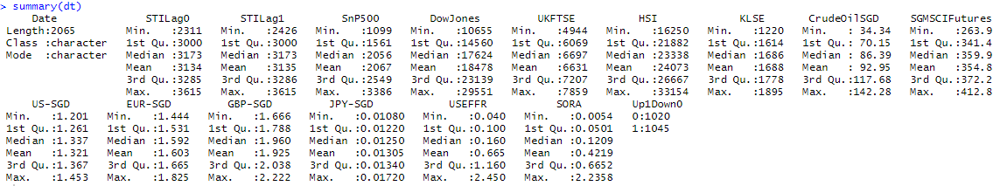 > summary(dt)
Date STILag0 STILag1 SnP500 DowJones UKFTSE HSI KLSE CrudeOilSGD SGMSCIFutures
Length:2065 Min. :2311 Min. :2426 Min. :1099 Min. :10655 Min. :4944 Min. :16250 Min. :1220 Min. : 34.34 Min. :263.9
Class :character 1st Qu.:3000 1st Qu.:3000 1st Qu.:1561 1st Qu.:14560 1st Qu.:6069 1st Qu.:21882 1st Qu.:1614 1st Qu.: 70.15 1st Qu.:341.4
Mode :character Median :3173 Median :3173 Median :2056 Median :17624 Median :6697 Median :23338 Median :1686 Median : 86.39 Median :359.9
Mean :3134 Mean :3135 Mean :2067 Mean :18478 Mean :6631 Mean :24073 Mean :1688 Mean : 92.95 Mean :354.8
3rd Qu.:3285 3rd Qu.:3286 3rd Qu.:2549 3rd Qu.:23139 3rd Qu.:7207 3rd Qu.:26667 3rd Qu.:1778 3rd Qu.:117.68 3rd Qu.:372.2
Max. :3615 Max. :3615 Max. :3386 Max. :29551 Max. :7859 Max. :33154 Max. :1895 Max. :142.28 Max. :412.8
US-SGD EUR-SGD GBP-SGD JPY-SGD USEFFR SORA Up1Down0
Min. :1.201 Min. :1.444 Min. :1.666 Min. :0.01080 Min. :0.040 Min. :0.0054 0:1020
1st Qu.:1.261 1st Qu.:1.531 1st Qu.:1.788 1st Qu.:0.01220 1st Qu.:0.100 1st Qu.:0.0501 1:1045
Median :1.337 Median :1.592 Median :1.960 Median :0.01250 Median :0.160 Median :0.1209
Mean :1.321 Mean :1.603 Mean :1.925 Mean :0.01305 Mean :0.665 Mean :0.4219
3rd Qu.:1.367 3rd Qu.:1.665 3rd Qu.:2.038 3rd Qu.:0.01340 3rd Qu.:1.160 3rd Qu.:0.6652
Max. :1.453 Max. :1.825 Max. :2.222 Max. :0.01720 Max. :2.450 Max. :2.2358